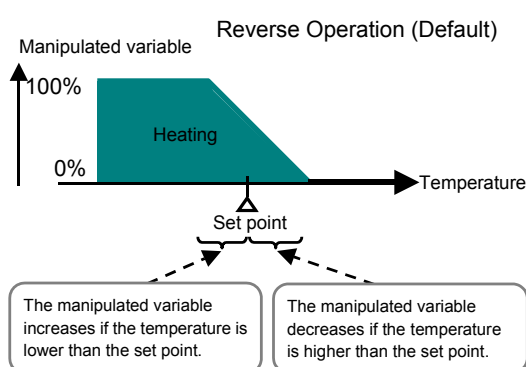 Reverse Operation (Default)
Manipulated variable
100%
Heating
0%
Temperature
Set point
The manipulated variable
increases if the temperature is
lower than the set point.
The manipulated variable
decreases if the temperature
is higher than the set point.